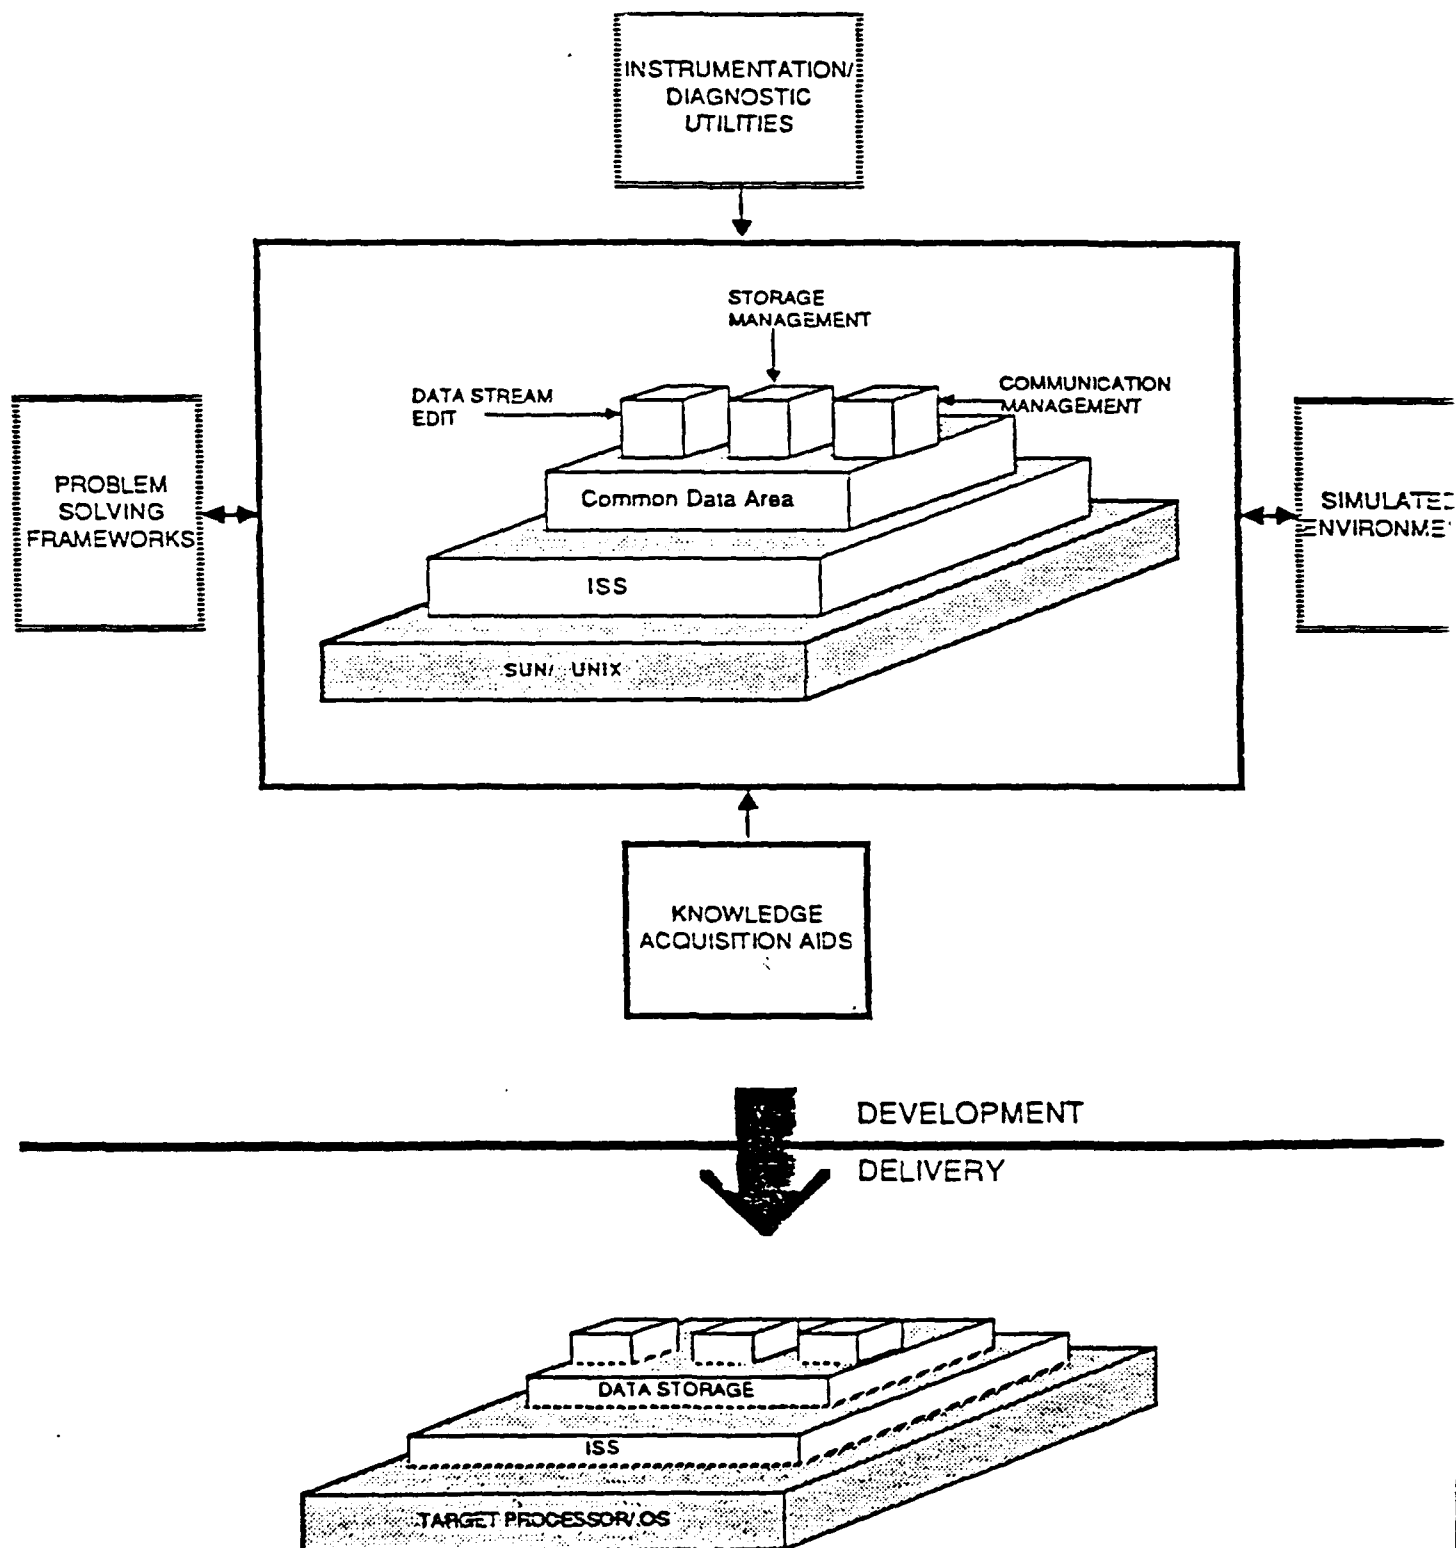 INSTRUMENTATION/
DIAGNOSTIC
UTILITIES
STORAGE
MANAGEMENT
DATA STREAM
EDIT
COMMUNICATION
MANAGEMENT
PROBLEM
SOLVING
FRAMEWORKS
Common Data Area
SIMULATED
ISS
SUN/ UNIX
KNOWLEDGE
ACQUISITION AIDS
DEVELOPMENT
DELIVERY
DATA STORAGE
ISS
TARGET PROCESSOR/OS